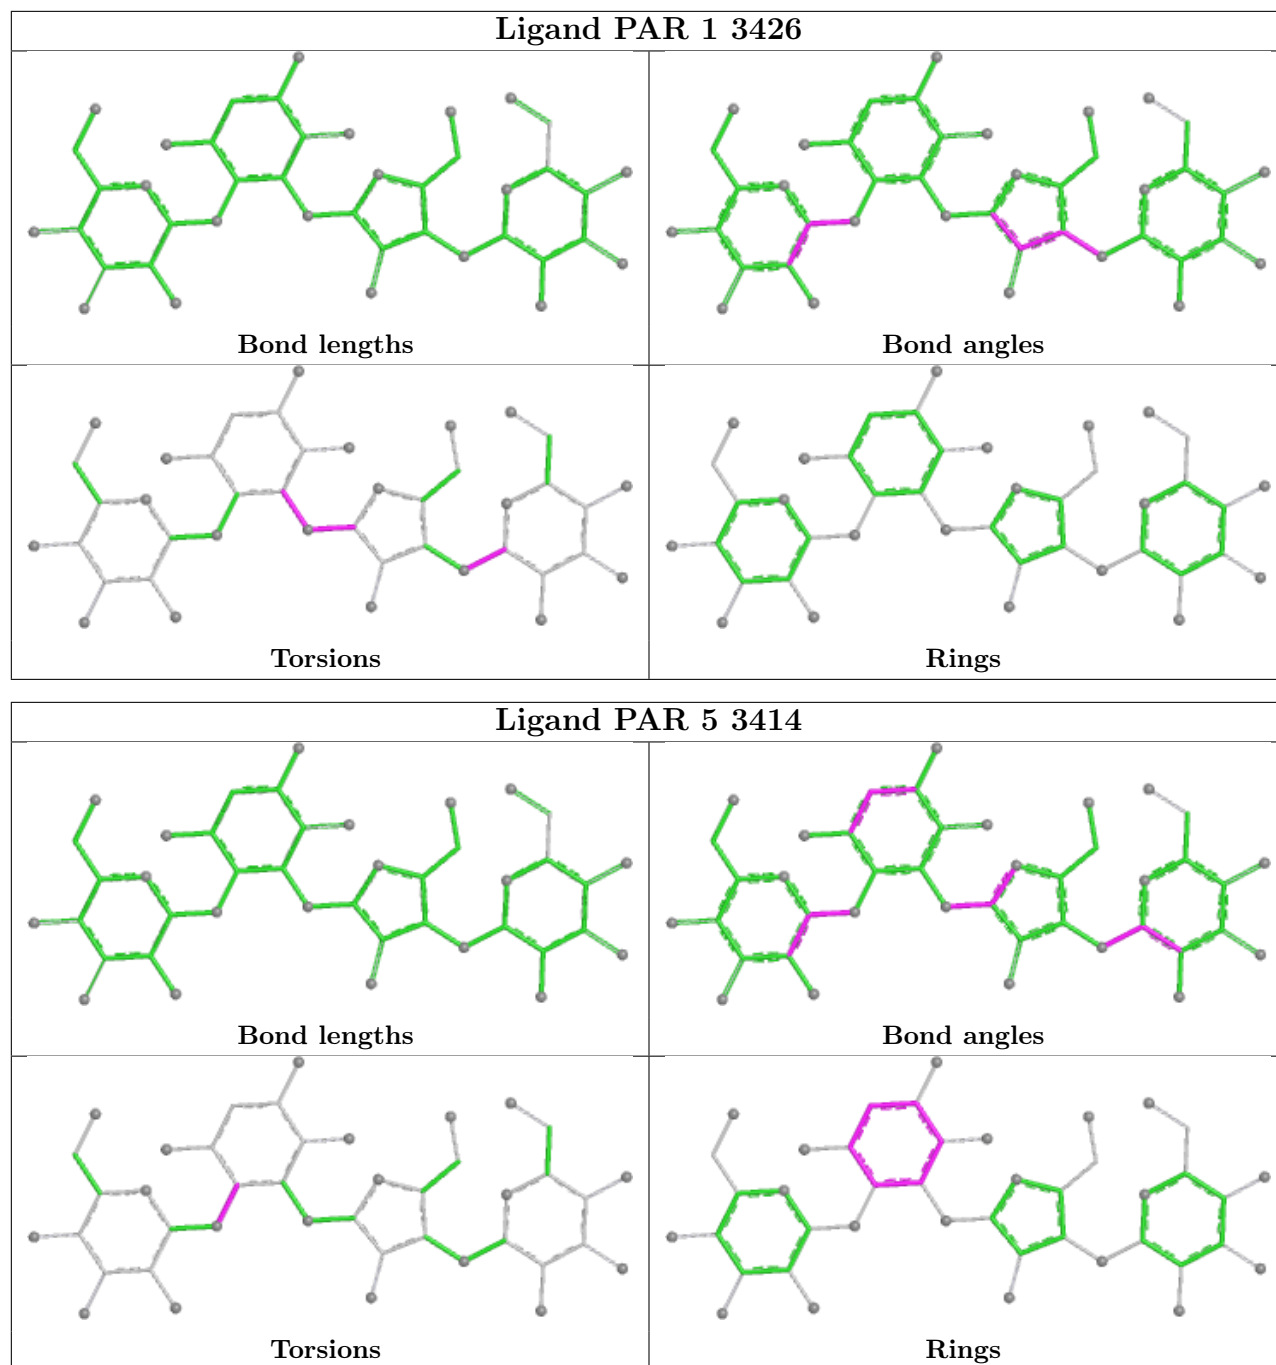 Ligand PAR 1 3426
Bond lengths
Bond angles
Torsions
Rings
Ligand PAR 5 3414
Bond lengths
Bond angles
Torsions
Rings